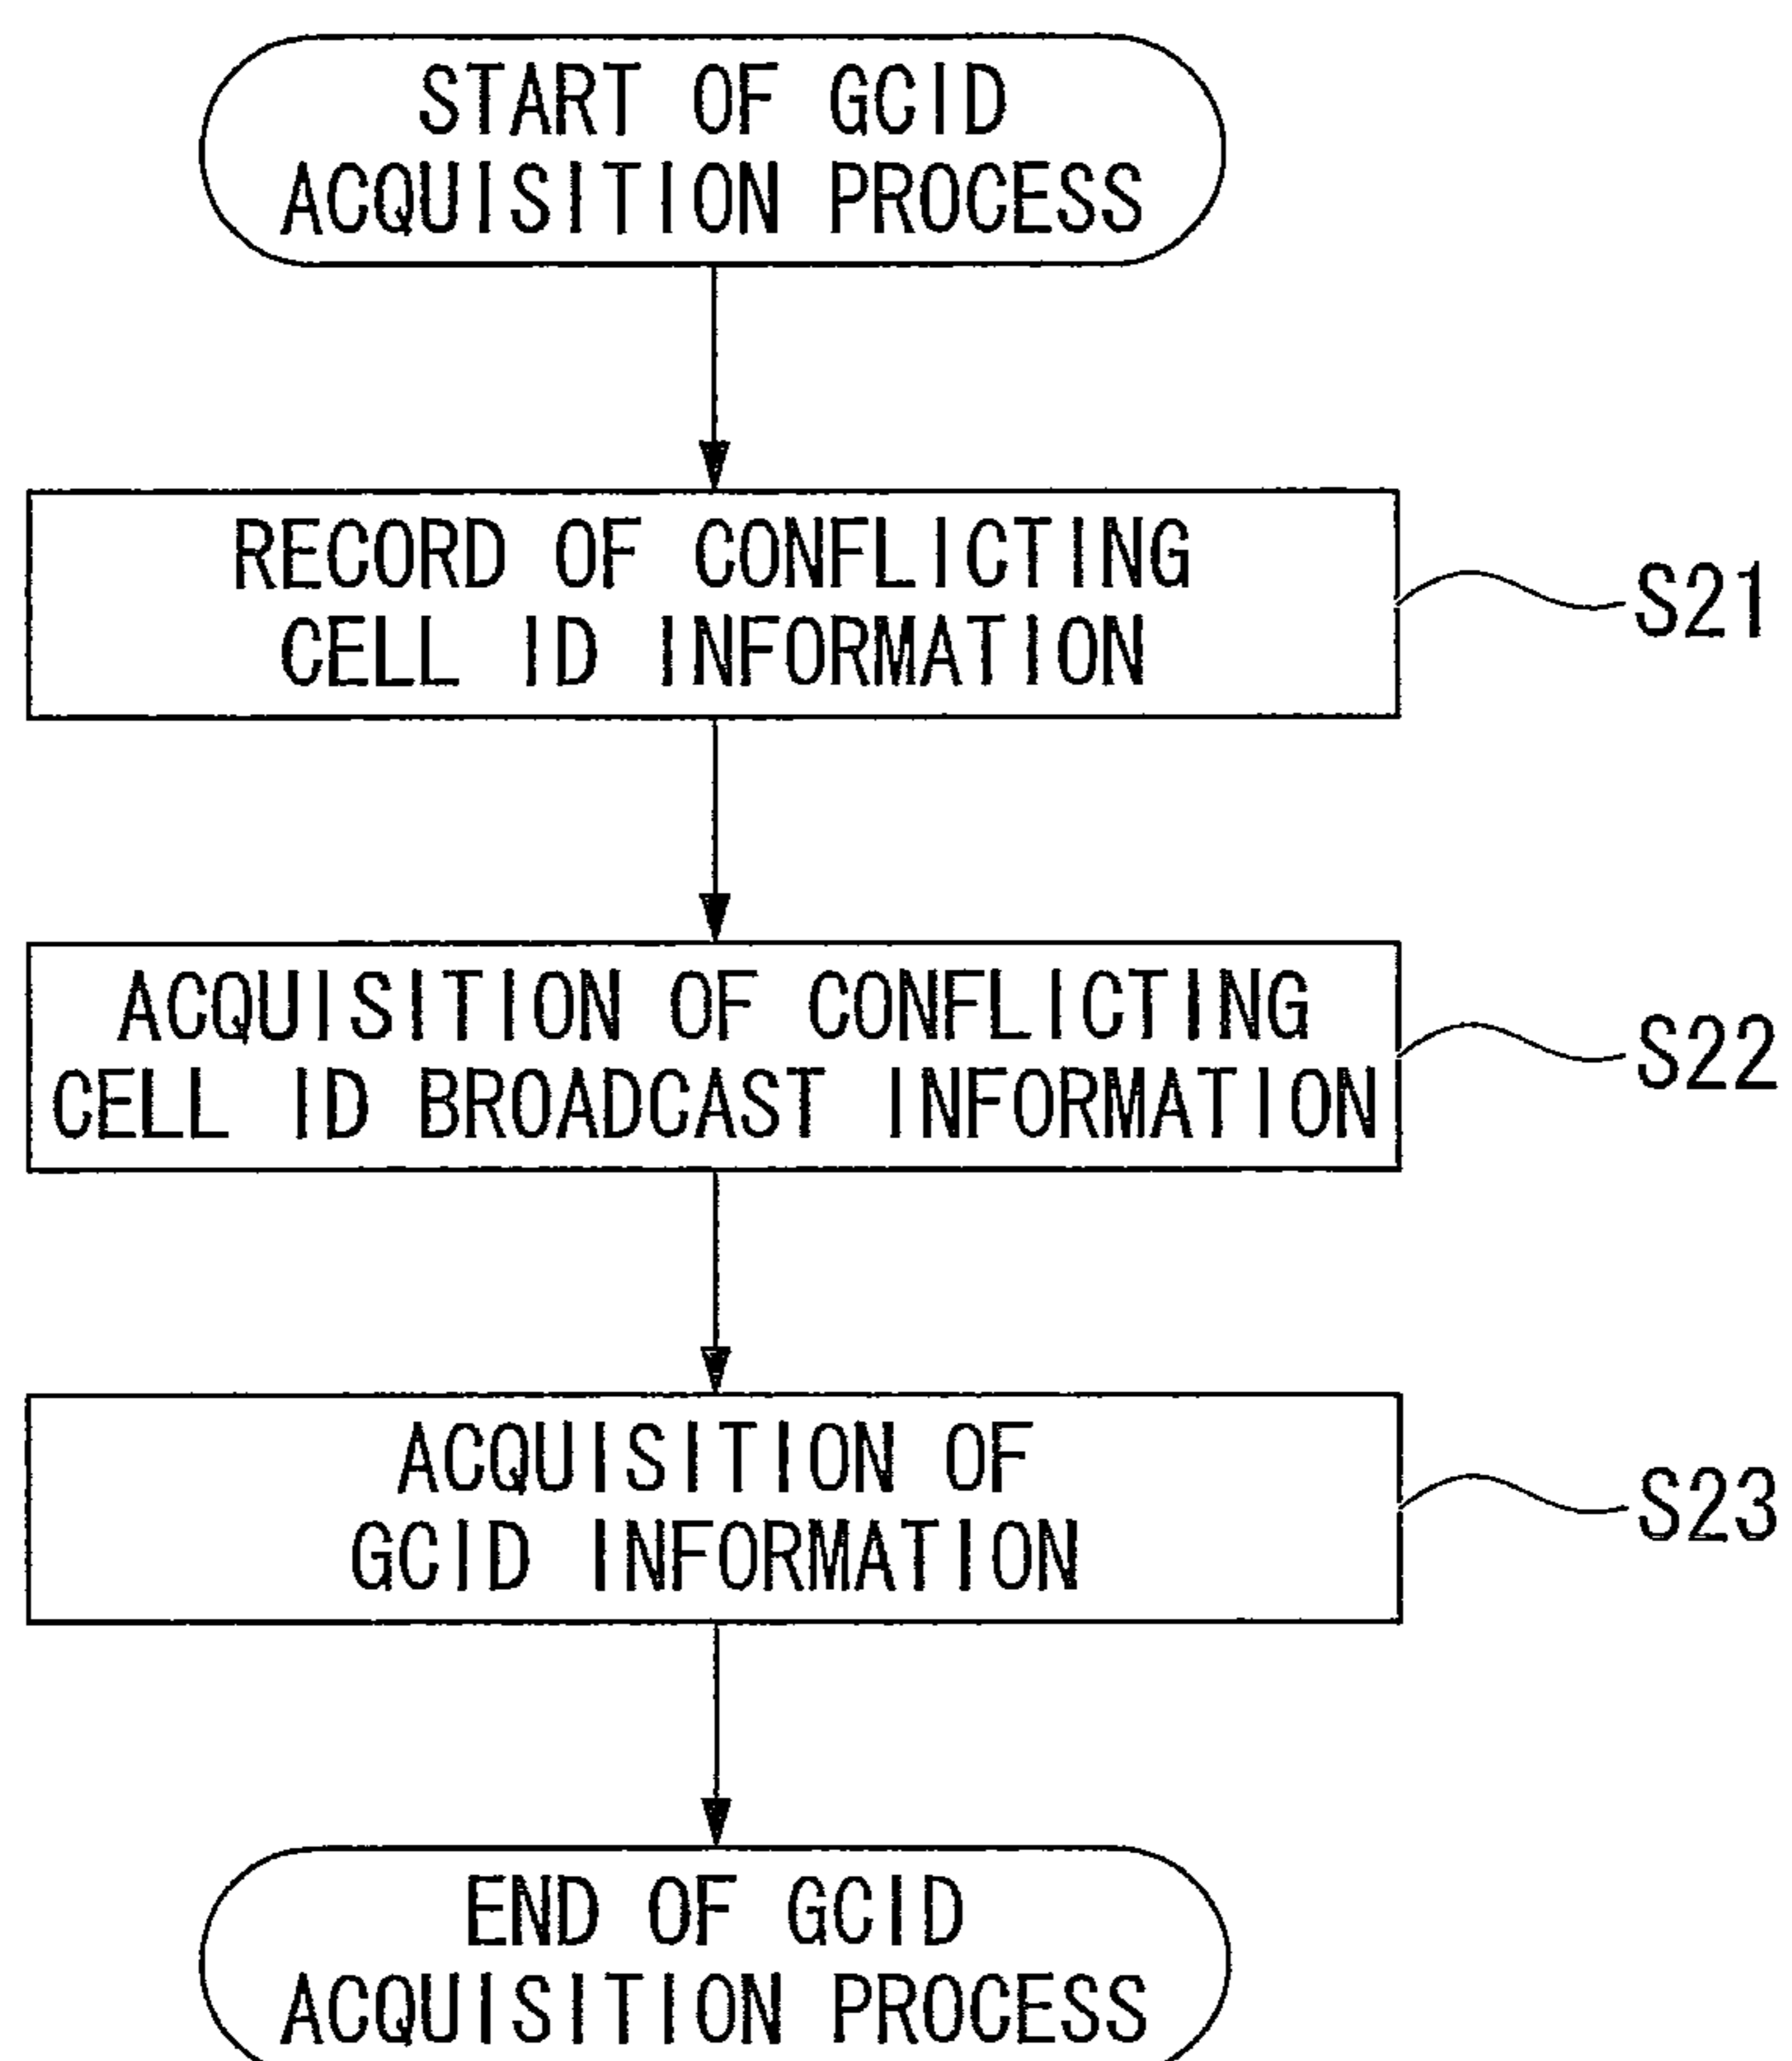 START OF GCID
ACQUISITION PROCESS
RECORD OF CONFLICTING
CELL ID INFORMATION
S21
ACQUISITION OF CONFLICTING
CELL ID BROADCAST INFORMATION
S22
ACQUISITION OF
GCID INFORMATION
S23
END OF GCID
ACQUISITION PROCESS